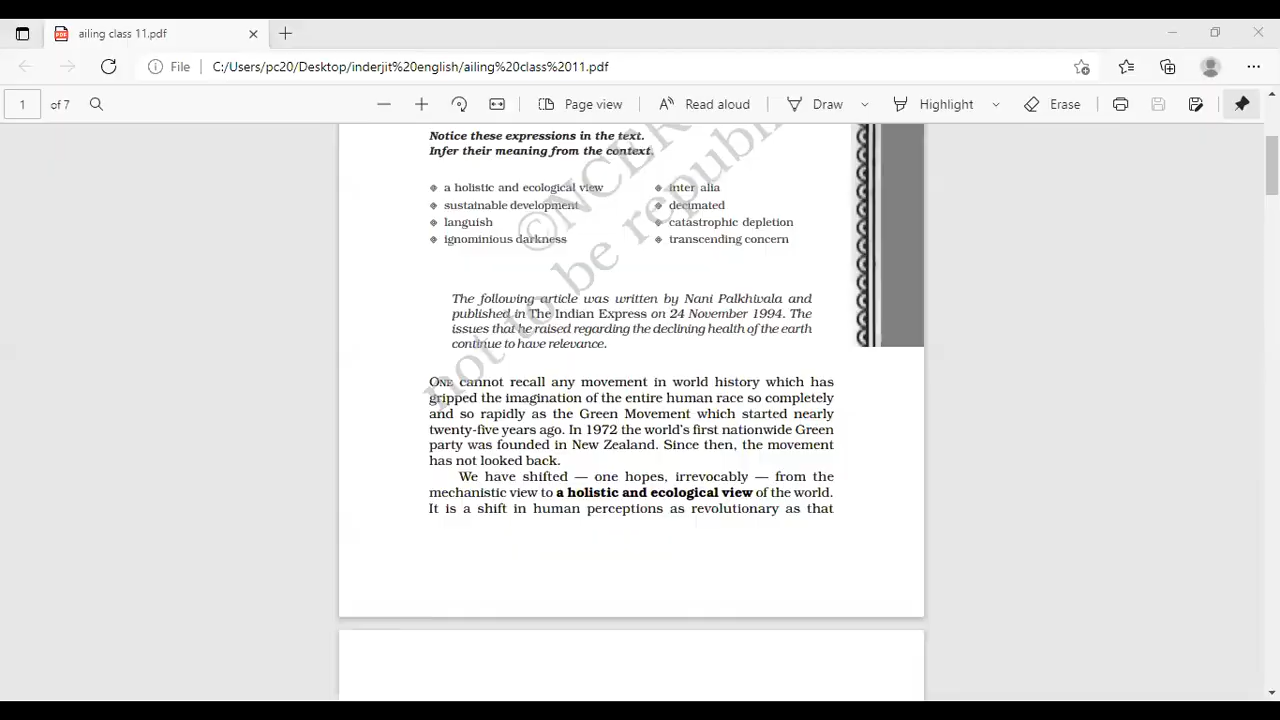 ailing class 11.pdf
File C:/Users/pc20/Desktop/inderjit%20english/ailing%20class%2011.pdf
1 of 7 Page view Read aloud Draw Highlight Erase
Notice these expressions in the text.
Infer their meaning from the context.
a holistic and ecological view
sustainable development
languish
ignominious darkness
inter alia
decimated
catastrophic depletion
transcending concern
©NCER
not to be republi
The following article was written by Nani Palkhivala and
published in The Indian Express on 24 November 1994. The
issues that he raised regarding the declining health of the earth
continue to have relevance.
ONE cannot recall any movement in world history which has
gripped the imagination of the entire human race so completely
and so rapidly as the Green Movement which started nearly
twenty-five years ago. In 1972 the world's first nationwide Green
party was founded in New Zealand. Since then, the movement
has not looked back.
We have shifted — one hopes, irrevocably — from the
mechanistic view to a holistic and ecological view of the world.
It is a shift in human perceptions as revolutionary as that